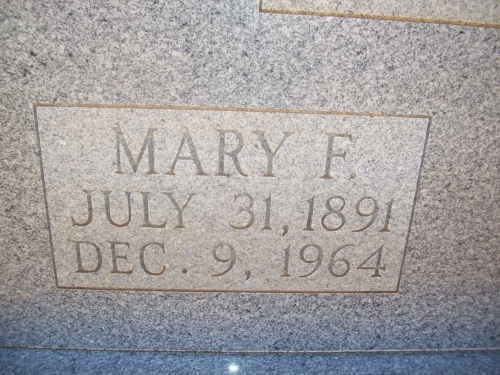 MARY F.
JULY 31, 1891
DEC. 9, 1964